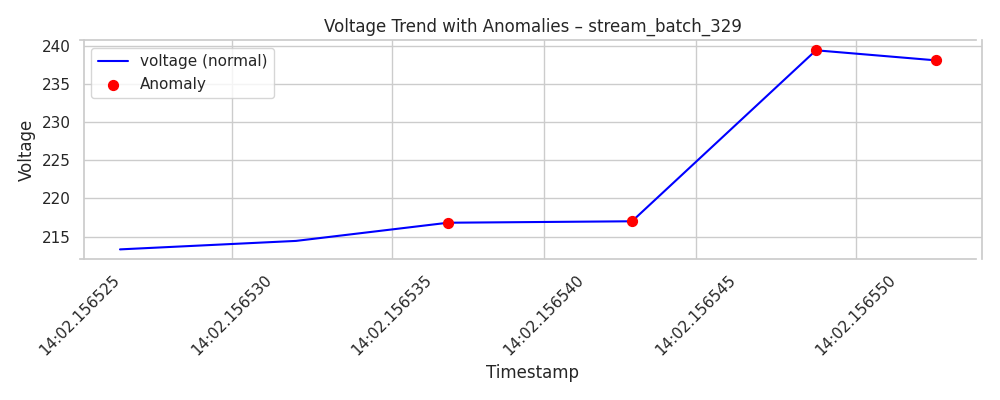 Voltage Trend with Anomalies – stream_batch_329
voltage (normal)
Anomaly
Voltage
240
235
230
225
220
215
14:02.156525
14:02.156530
14:02.156535
14:02.156540
14:02.156545
14:02.156550
Timestamp